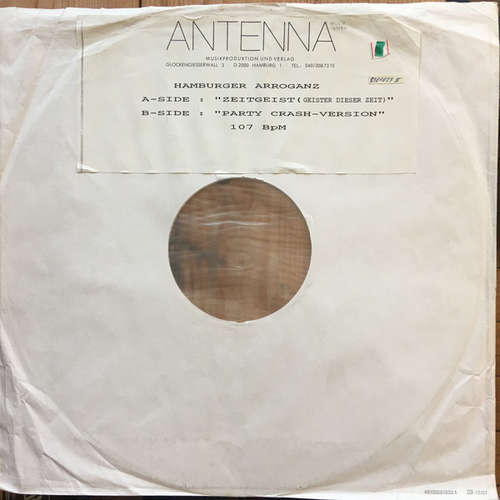 ANTENNA
MUSIKPRODUKTION UND VERLAG
GLOCKENGIESSERWALL 3 D-2000 HAMBURG 1 TEL.: 040/3087210
HAMBURGER ARROGANZ
A-SIDE : "ZEITGEIST(GEISTER DIESER ZEIT)"
B-SIDE : "PARTY CRASH-VERSION"
107 BpM